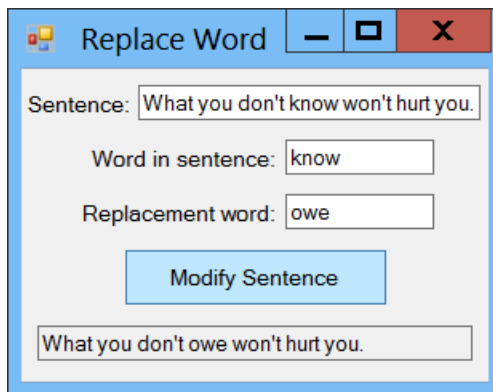 Replace Word
Sentence: What you don't know won't hurt you.
Word in sentence: know
Replacement word: owe
Modify Sentence
What you don't owe won't hurt you.